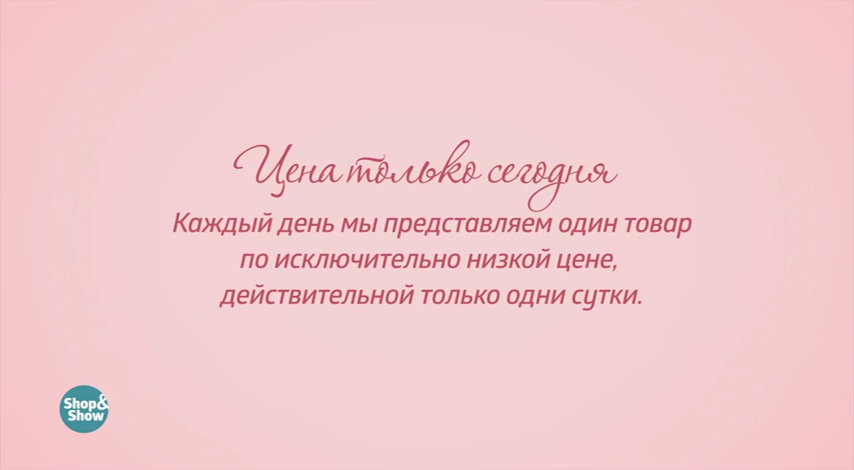 Цена только сегодня
Каждый день мы представляем один товар
по исключительно низкой цене,
действительной только одни сутки.
Shop&
Show